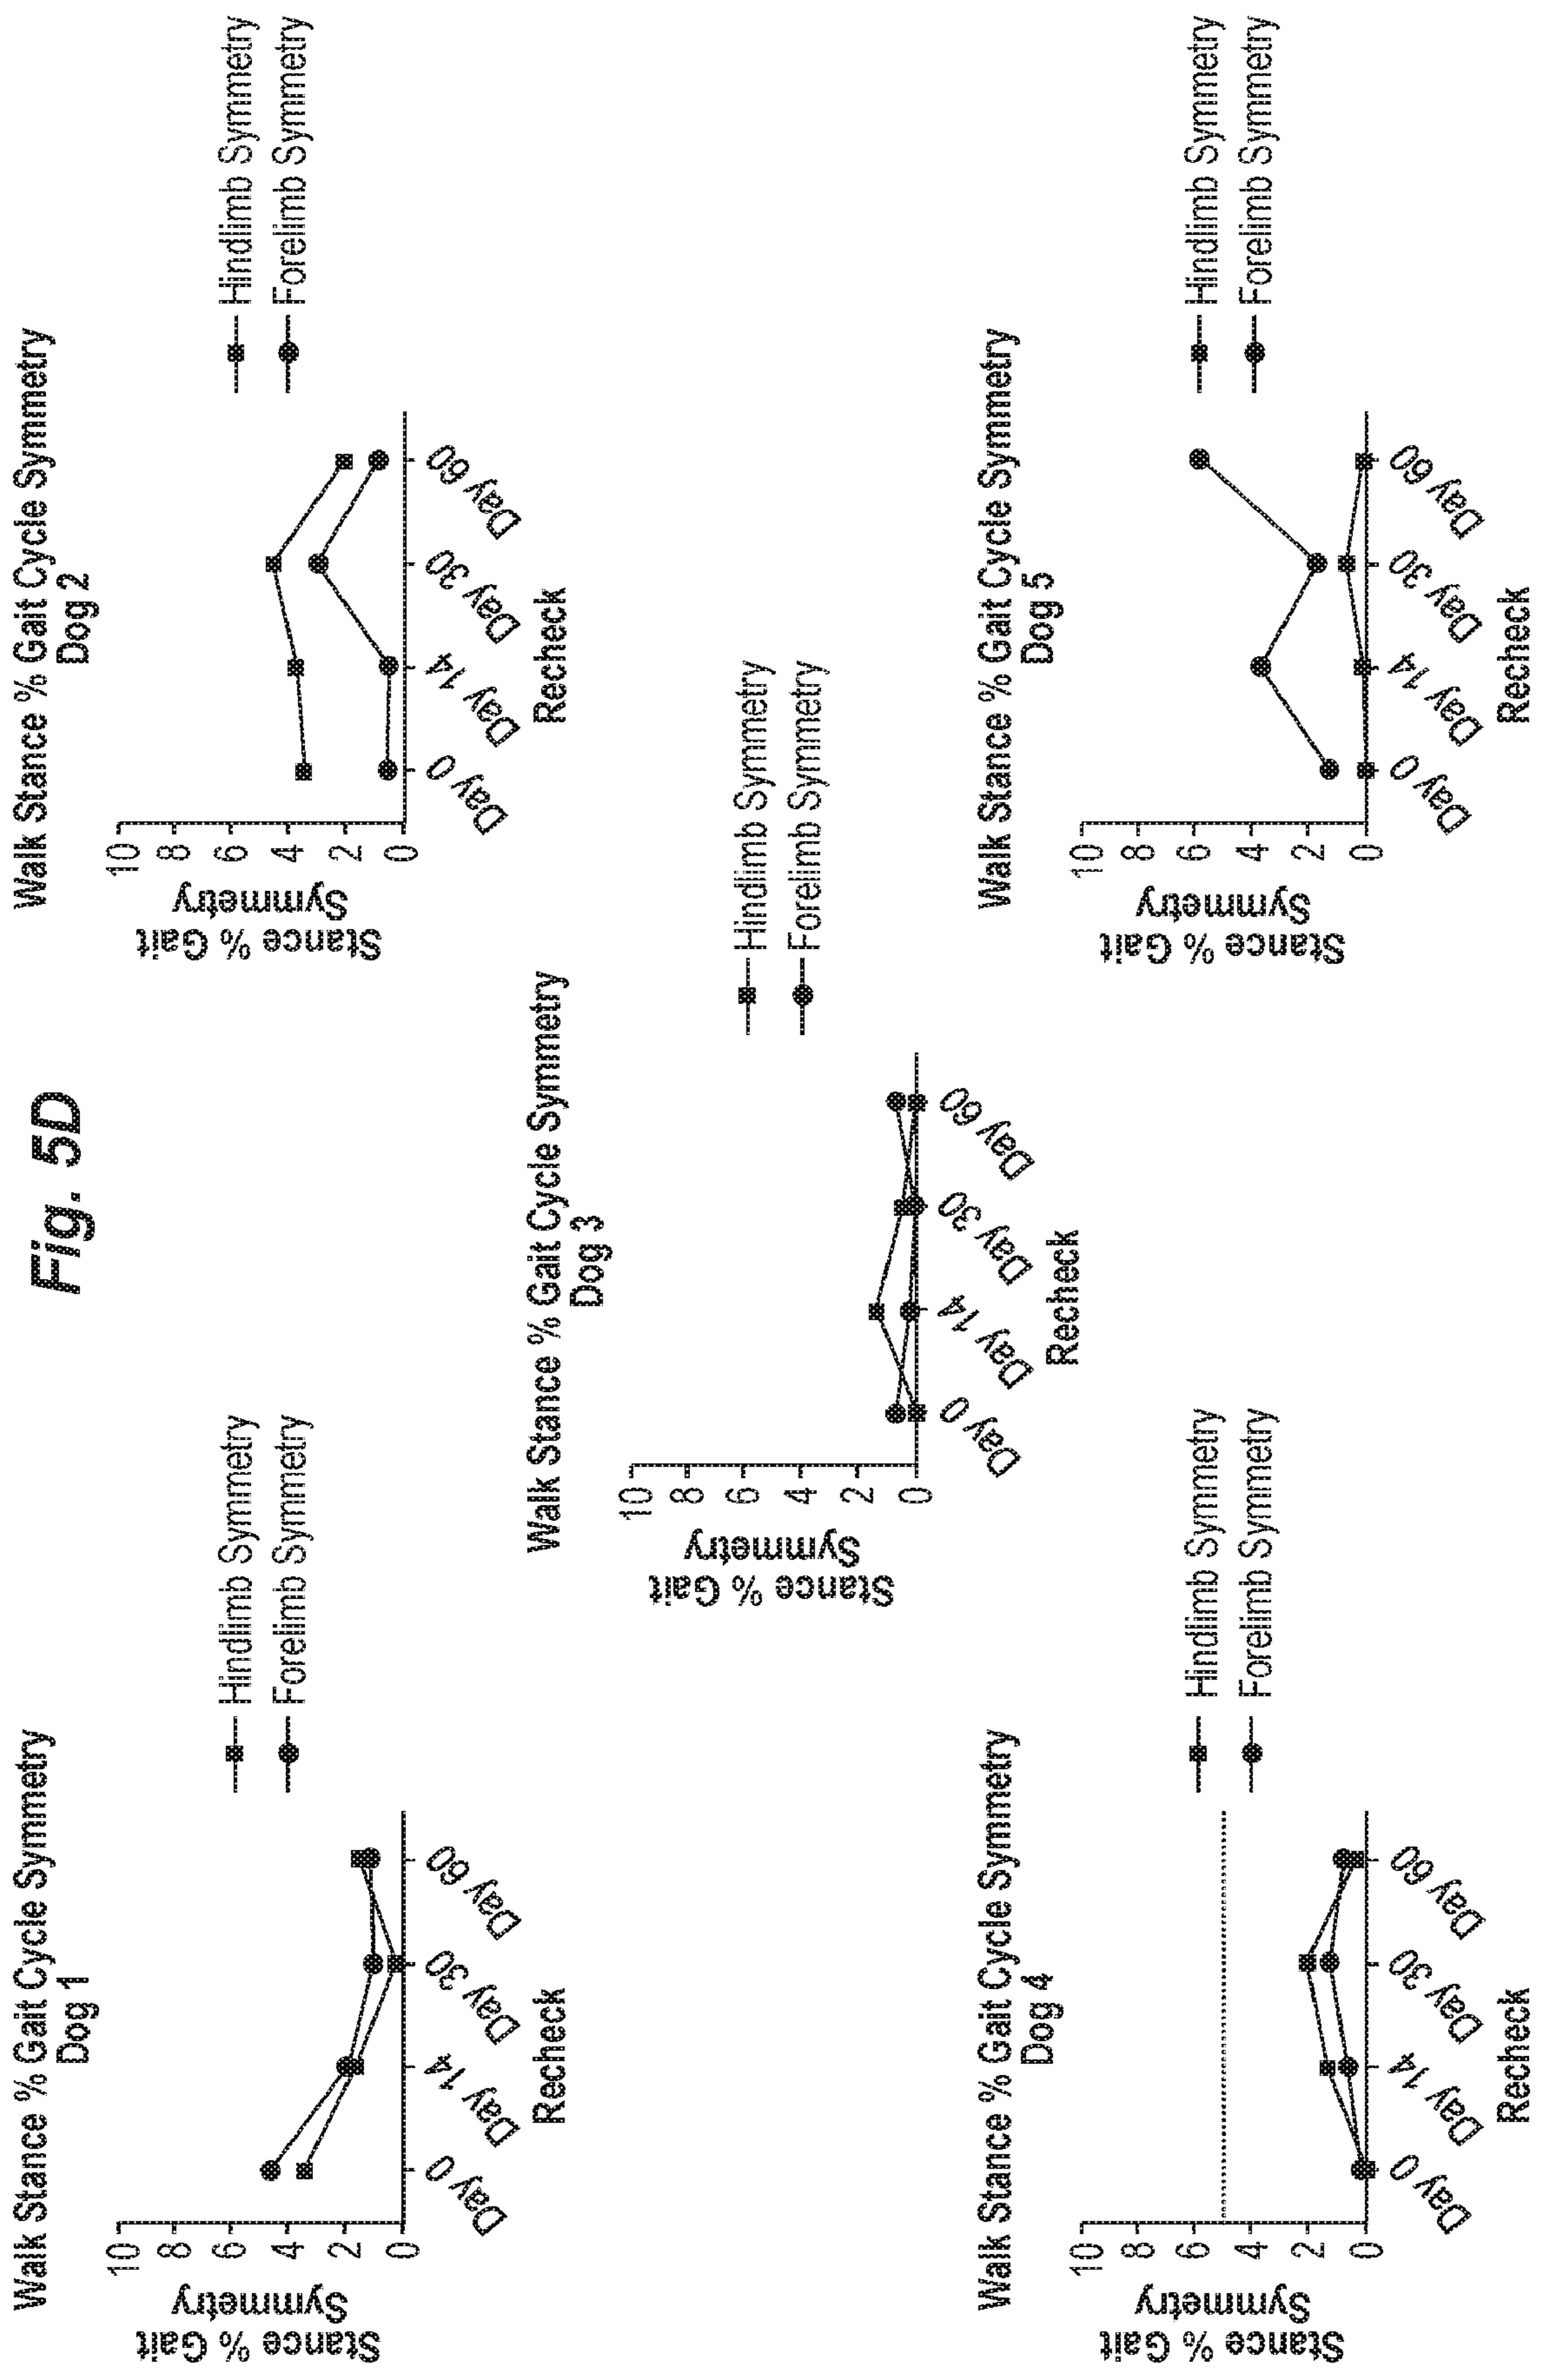 Fig. 5D
Walk Stance % Gait Cycle Symmetry
Dog 1
Stance % Gait
Symmetry
10
8
6
4
2
0
Day 0
Day 14
Day 30
Day 60
Recheck
Hindlimb Symmetry
Forelimb Symmetry
Walk Stance % Gait Cycle Symmetry
Dog 2
Stance % Gait
Symmetry
10
8
6
4
2
0
Day 0
Day 14
Day 30
Day 60
Recheck
Hindlimb Symmetry
Forelimb Symmetry
Walk Stance % Gait Cycle Symmetry
Dog 3
Stance % Gait
Symmetry
10
8
6
4
2
0
Day 0
Day 14
Day 30
Day 60
Recheck
Hindlimb Symmetry
Forelimb Symmetry
Walk Stance % Gait Cycle Symmetry
Dog 4
Stance % Gait
Symmetry
10
8
6
4
2
0
Day 0
Day 14
Day 30
Day 60
Recheck
Hindlimb Symmetry
Forelimb Symmetry
Walk Stance % Gait Cycle Symmetry
Dog 5
Stance % Gait
Symmetry
10
8
6
4
2
0
Day 0
Day 14
Day 30
Day 60
Recheck
Hindlimb Symmetry
Forelimb Symmetry